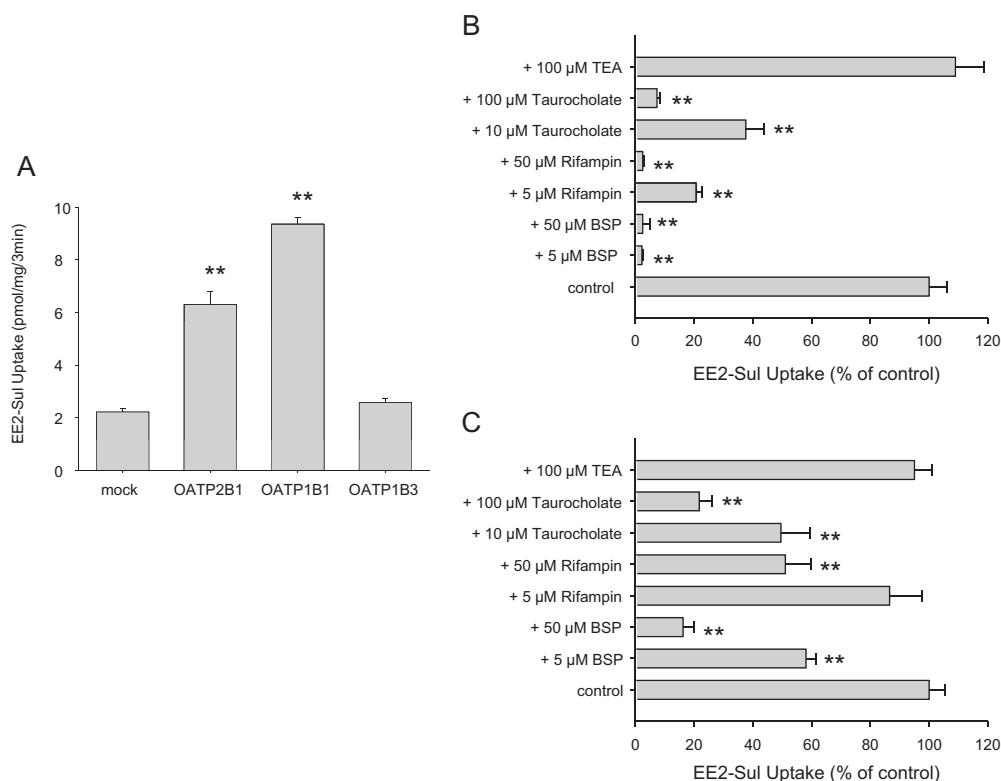 A
EE2-Sul Uptake (pmol/mg/3min)
10
8
6
4
2
0
**
**
mock OATP2B1 OATP1B1 OATP1B3
B
+ 100 µM TEA
+ 100 µM Taurocholate **
+ 10 µM Taurocholate **
+ 50 µM Rifampin **
+ 5 µM Rifampin **
+ 50 µM BSP **
+ 5 µM BSP **
control
0 20 40 60 80 100 120
EE2-Sul Uptake (% of control)
C
+ 100 µM TEA
+ 100 µM Taurocholate **
+ 10 µM Taurocholate **
+ 50 µM Rifampin **
+ 5 µM Rifampin
+ 50 µM BSP **
+ 5 µM BSP **
control
0 20 40 60 80 100 120
EE2-Sul Uptake (% of control)